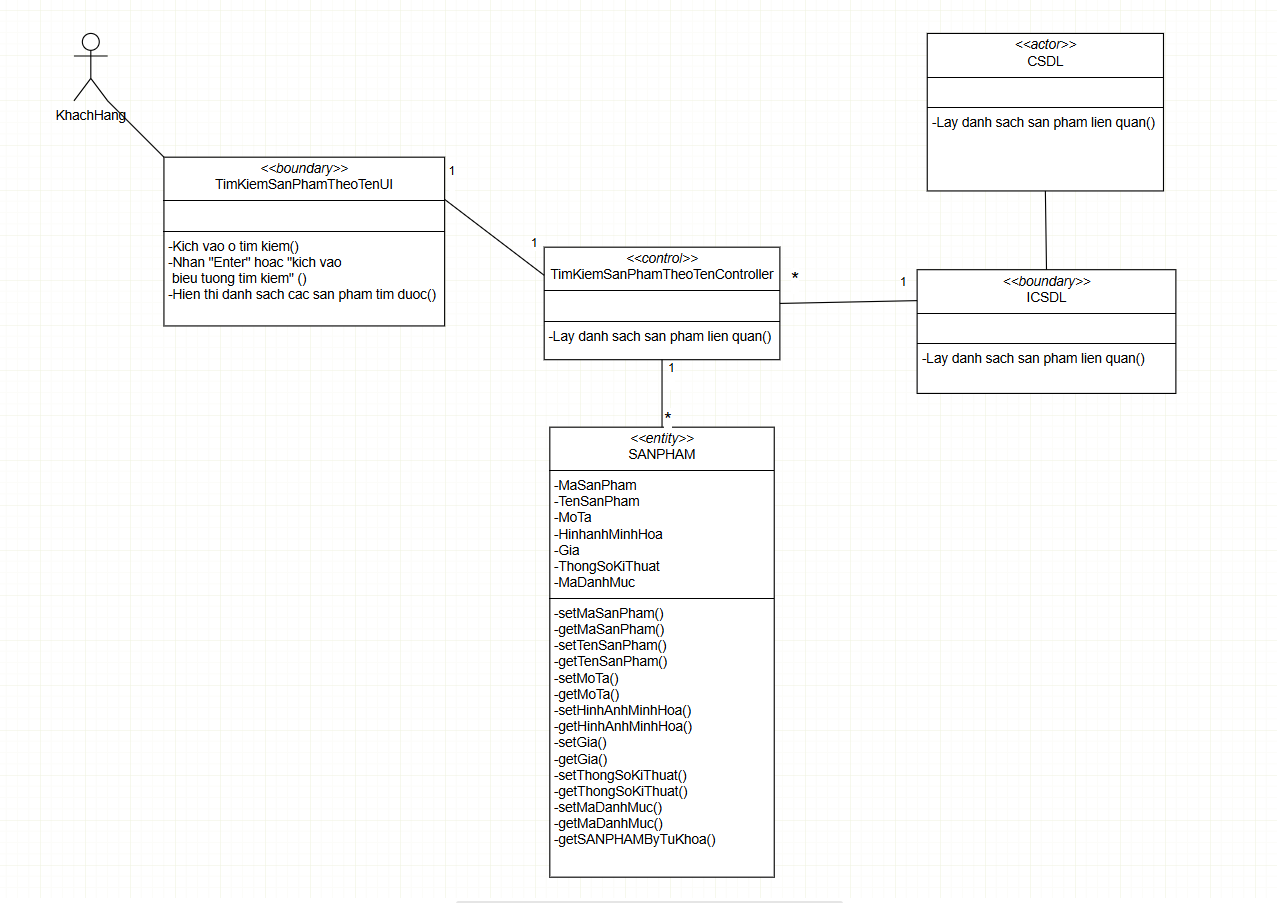 KhachHang
<<boundary>>
TimKiemSanPhamTheoTenUI
-Kich vao o tim kiem()
-Nhan "Enter" hoac "kich vao
bieu tuong tim kiem" ()
-Hien thi danh sach cac san pham tim duoc()
1
1
<<control>>
TimKiemSanPhamTheoTenController
-Lay danh sach san pham lien quan()
*
1
<<actor>>
CSDL
-Lay danh sach san pham lien quan()
<<boundary>>
ICSDL
-Lay danh sach san pham lien quan()
1
*
<<entity>>
SANPHAM
-MaSanPham
-TenSanPham
-MoTa
-HinhanhMinhHoa
-Gia
-ThongSoKiThuat
-MaDanhMuc
-setMaSanPham()
-getMaSanPham()
-setTenSanPham()
-getTenSanPham()
-setMoTa()
-getMoTa()
-setHinhAnhMinhHoa()
-getHinhAnhMinhHoa()
-setGia()
-getGia()
-setThongSoKiThuat()
-getThongSoKiThuat()
-setMaDanhMuc()
-getMaDanhMuc()
-getSANPHAMByTuKhoa()